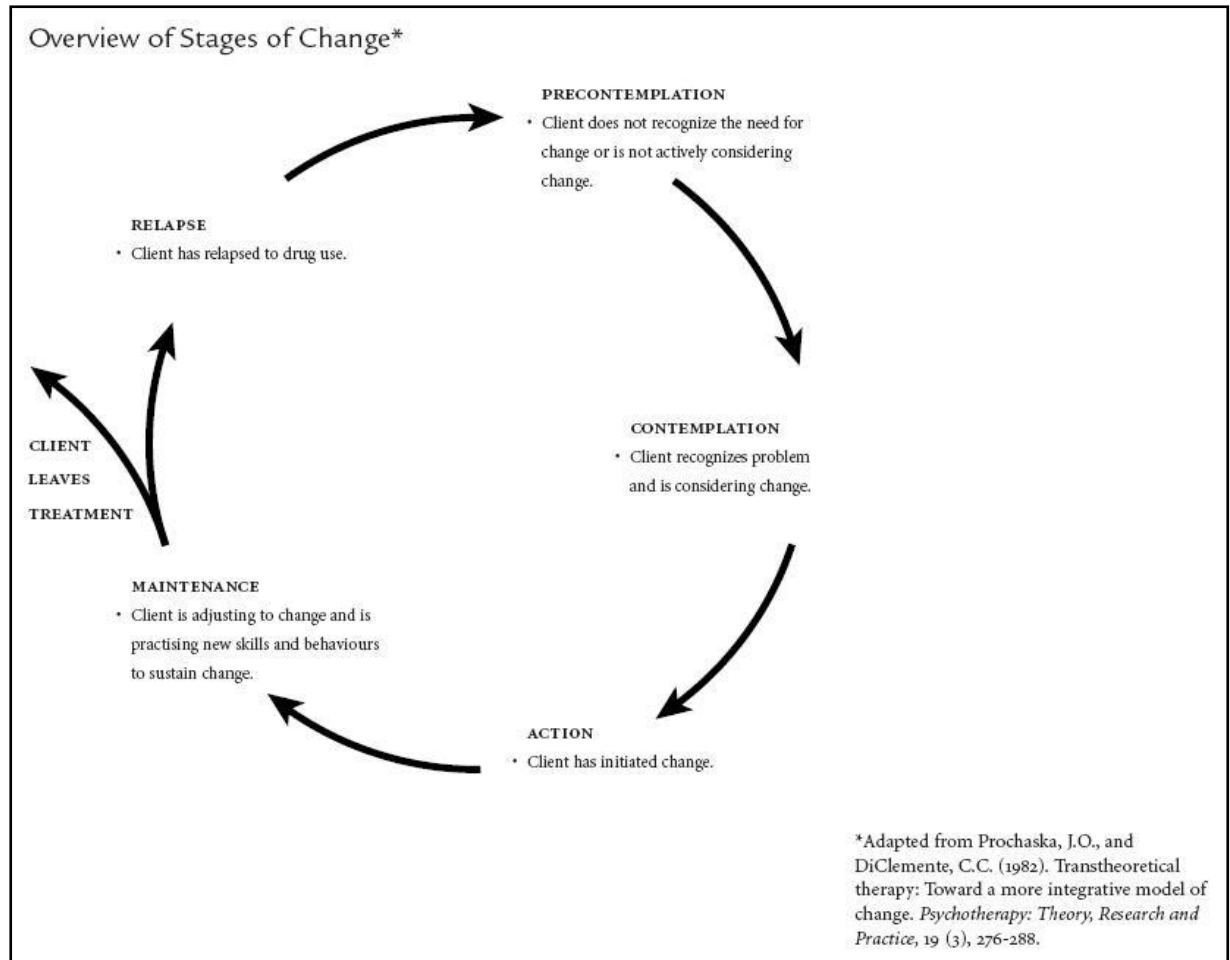 Overview of Stages of Change*
PRECONTEMPLATION
• Client does not recognize the need for
change or is not actively considering
change.
RELAPSE
• Client has relapsed to drug use.
CONTEMPLATION
• Client recognizes problem
and is considering change.
CLIENT
LEAVES
TREATMENT
MAINTENANCE
• Client is adjusting to change and is
practising new skills and behaviours
to sustain change.
ACTION
• Client has initiated change.
*Adapted from Prochaska, J.O., and
DiClemente, C.C. (1982). Transtheoretical
therapy: Toward a more integrative model of
change. Psychotherapy: Theory, Research and
Practice, 19 (3), 276-288.